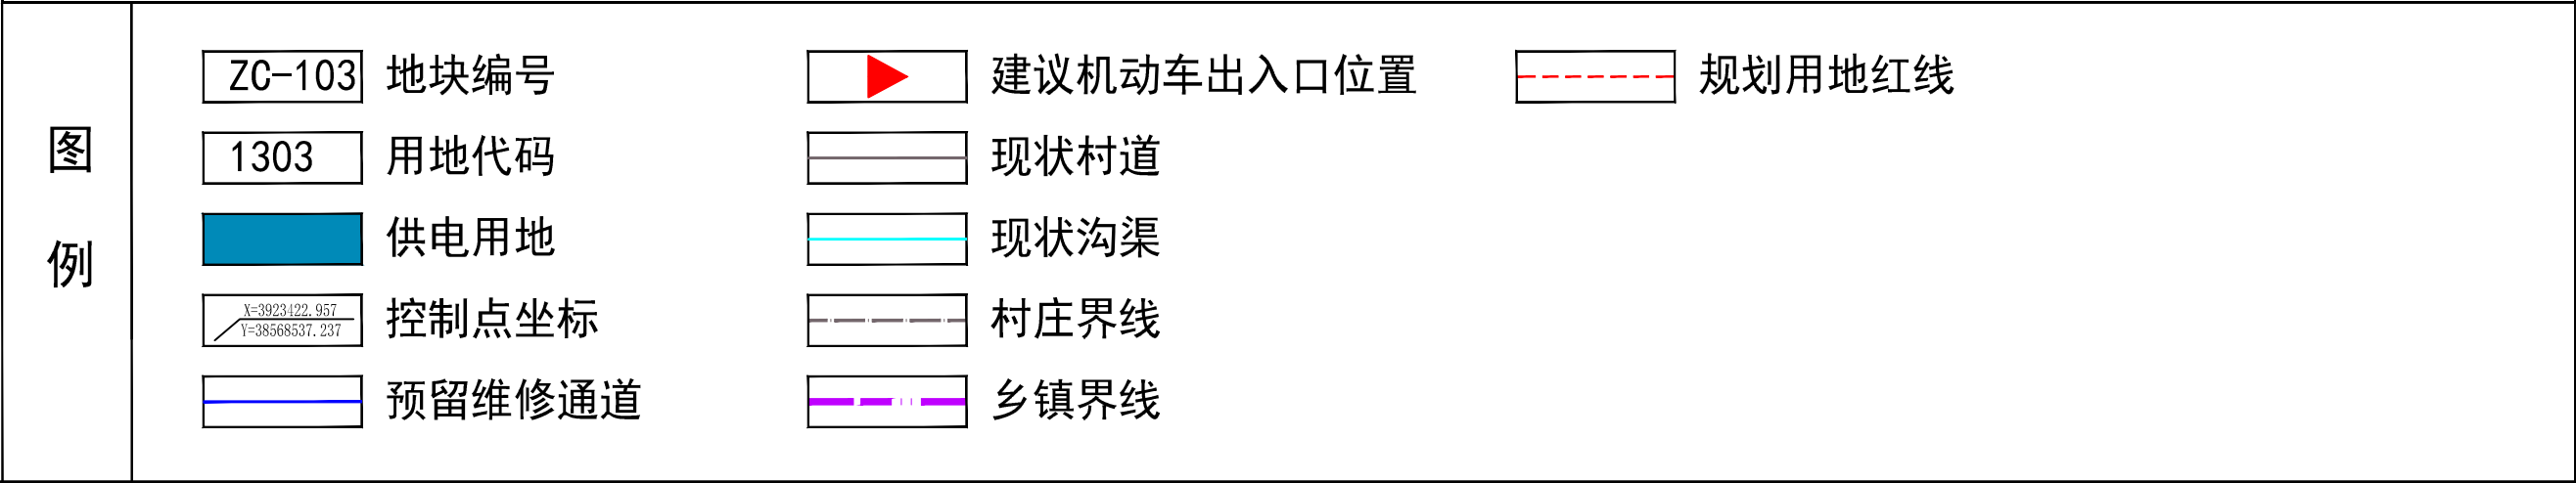 图例
ZC-103 地块编号
1303 用地代码
供电用地
X=3923422.957
Y=38568537.237
控制点坐标
预留维修通道
建议机动车出入口位置
现状村道
现状沟渠
村庄界线
乡镇界线
规划用地红线